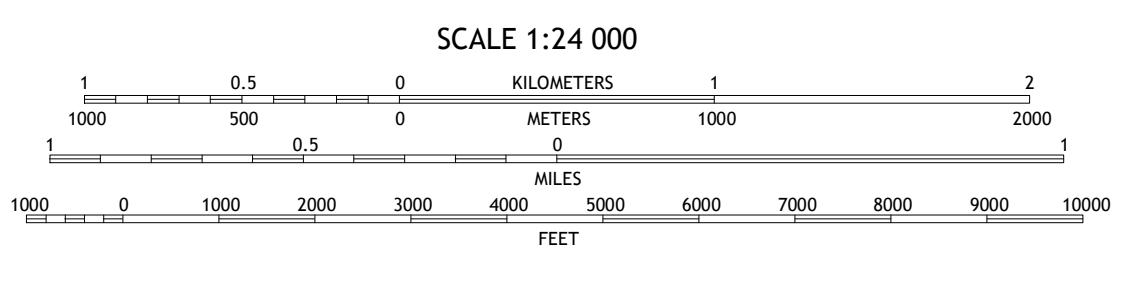 SCALE 1:24 000
1 0.5 0 KILOMETERS 1 2
1000 500 0 METERS 1000 2000
1 0.5 0 1
MILES
1000 0 1000 2000 3000 4000 5000 6000 7000 8000 9000 10000
FEET